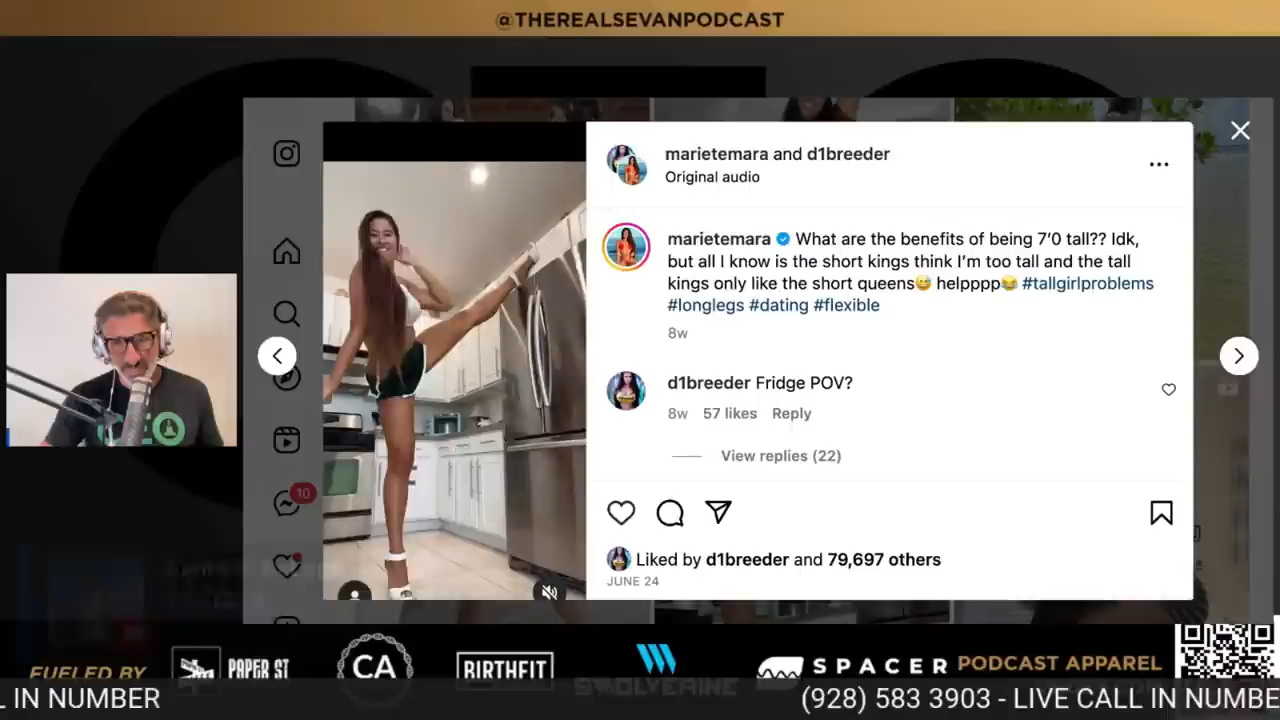 @THEREALSEVANPODCAST
marietemara and d1breeder
Original audio
marietemara What are the benefits of being 7'0 tall?? Idk,
but all I know is the short kings think I'm too tall and the tall
kings only like the short queens😅 helpppp😂 #tallgirlproblems
#longlegs #dating #flexible
8w
d1breeder Fridge POV?
8w 57 likes Reply
View replies (22)
10
Liked by d1breeder and 79,697 others
JUNE 24
FUELED BY
PAPER ST
CA
BIRTHFIT
SWOLVERINE
SPACER
PODCAST APPAREL
L IN NUMBER
(928) 583 3903 - LIVE CALL IN NUMBE